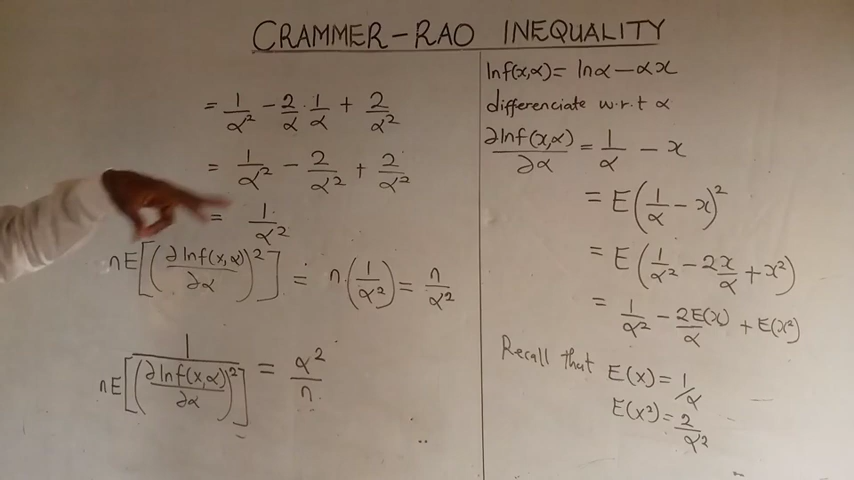 CRAMMER-RAO INEQUALITY
= 1/α² - 2/α · 1/α + 2/α²
= 1/α² - 2/α² + 2/α²
= 1/α²
nE[(∂lnf(x,α)/∂α)²] = n·(1/α²) = n/α²
1/nE[(∂lnf(x,α)/∂α)²] = α²/n
lnf(x,α) = lnα - αx
differenciate w.r.t α
∂lnf(x,α)/∂α = 1/α - x
= E(1/α - x)²
= E(1/α² - 2x/α + x²)
= 1/α² - 2E(x)/α + E(x²)
Recall that E(x) = 1/α
E(x²) = 2/α²